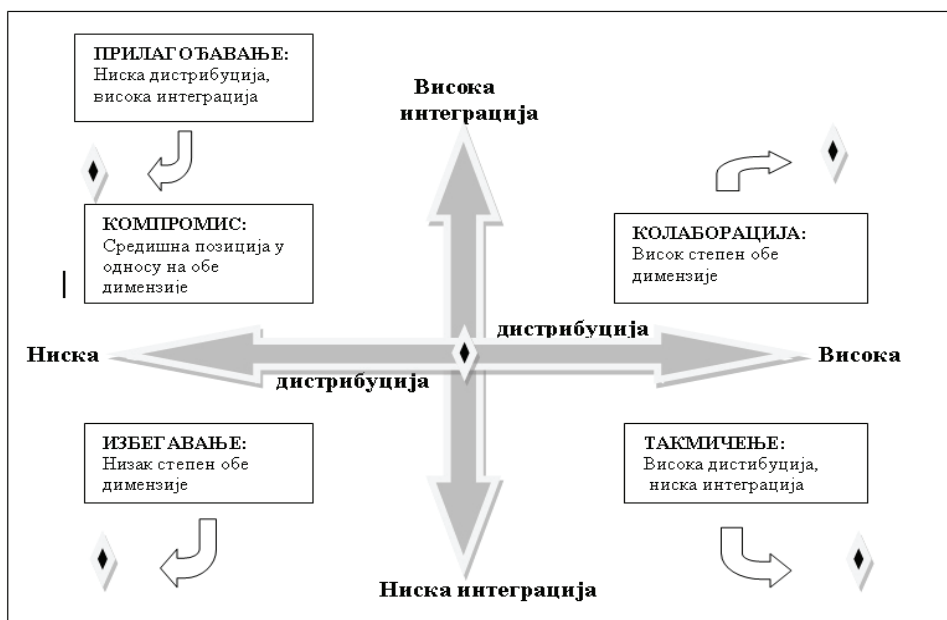 ПРИЛАГОЂАВАЊЕ:
Ниска дистрибуција,
висока интеграција
Висока
интеграција
КОМПРОМИС:
Средишна позиција у
односу на обе
димензије
КОЛАБОРАЦИЈА:
Висок степен обе
димензије
дистрибуција
Ниска
Висока
дистрибуција
ИЗБЕГАВАЊЕ:
Низак степен обе
димензије
ТАКМИЧЕЊЕ:
Висока дистибуција,
ниска интеграција
Ниска интеграција